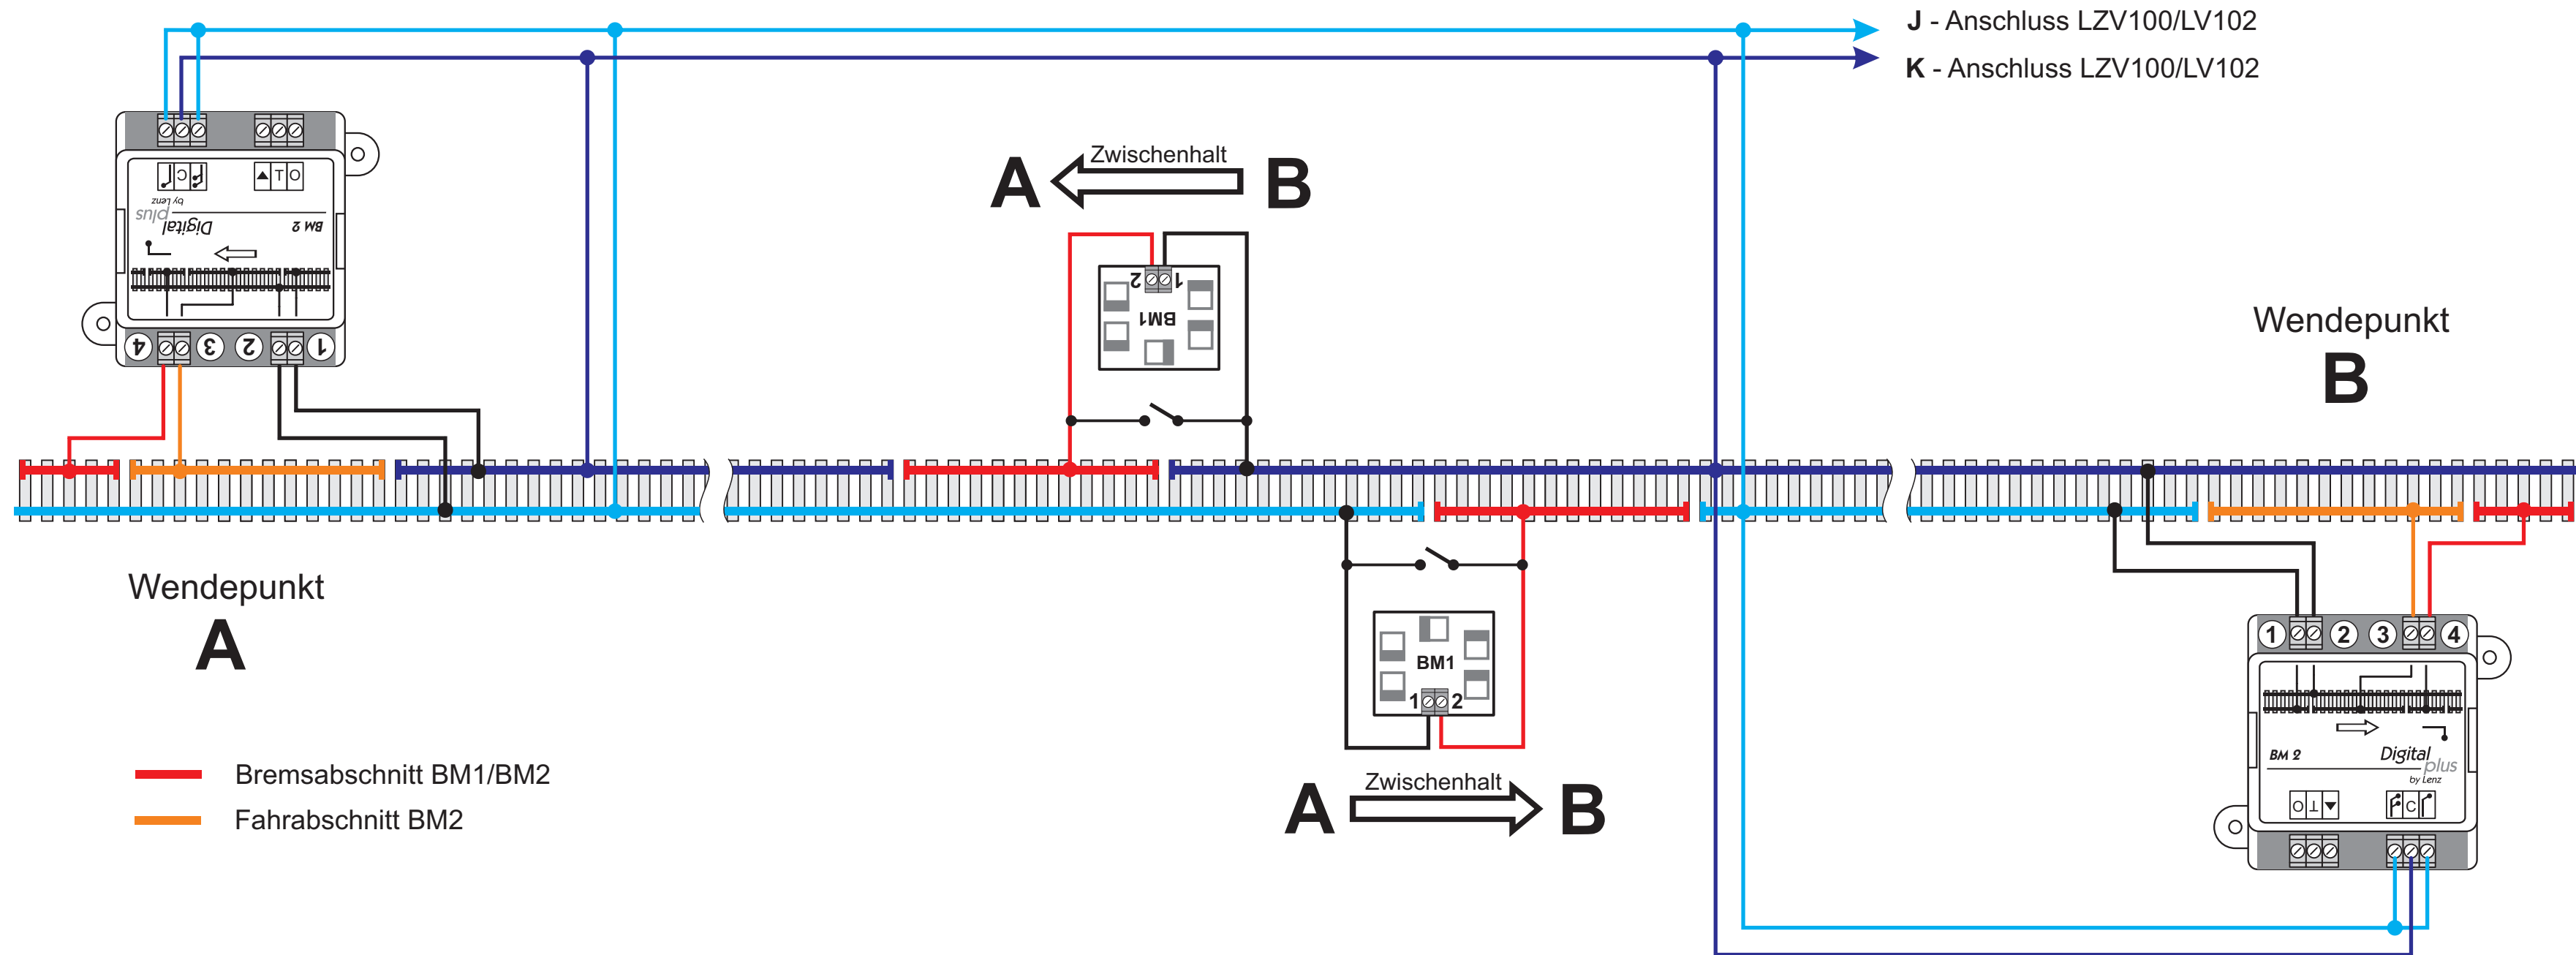 J - Anschluss LZV100/LV102
K - Anschluss LZV100/LV102
C
▲ T O
by Lenz
plus
Digital
BM 2
4 3 2 1
A Zwischenhalt B
2 1
BM1
Wendepunkt
B
Wendepunkt
A
1 2 3 4
BM1
1 2
BM 2
Digital
plus
by Lenz
O T ▲
C
Bremsabschnitt BM1/BM2
Fahrabschnitt BM2
A Zwischenhalt B